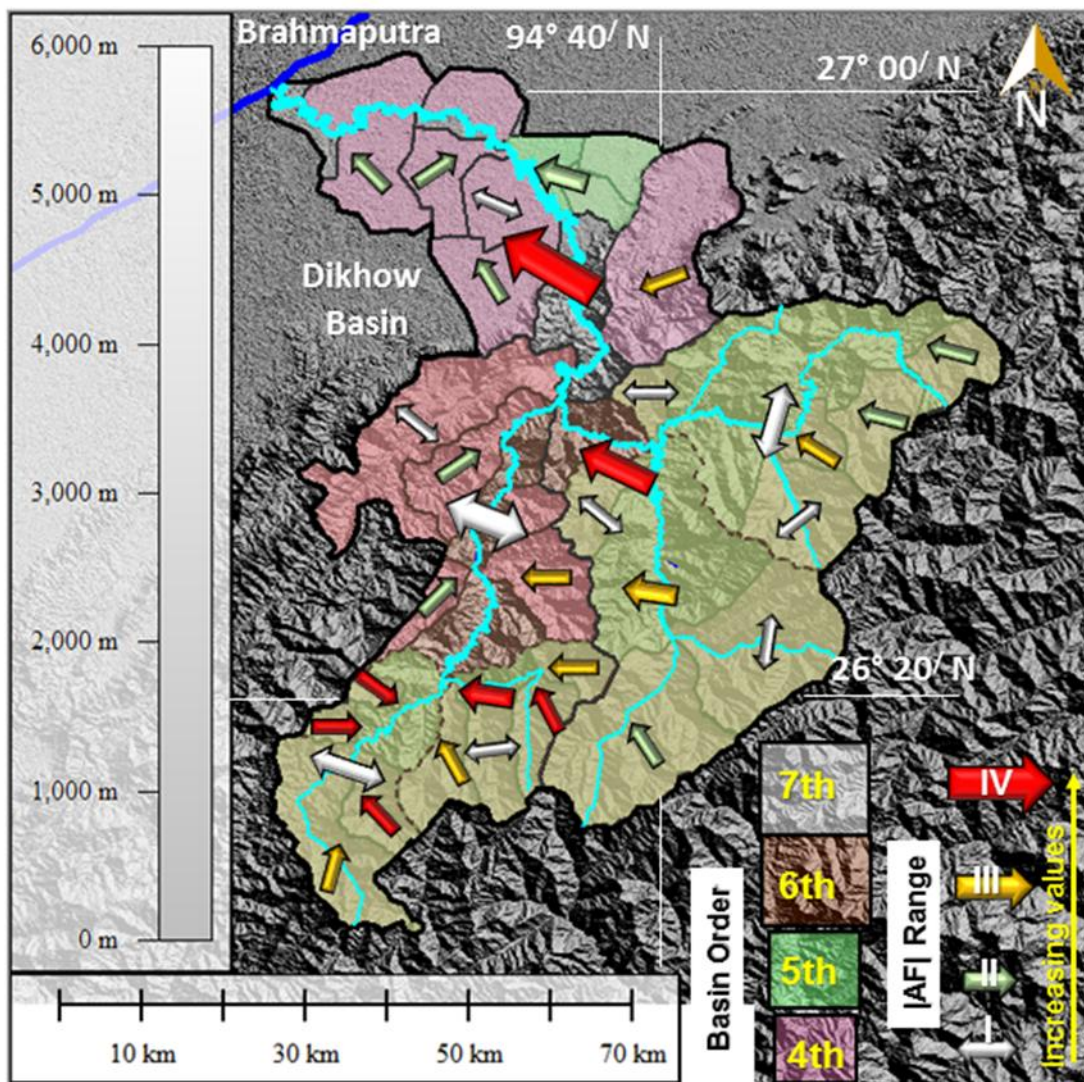 Brahmaputra
94° 40/ N
27° 00/ N
N
6,000 m
5,000 m
4,000 m
3,000 m
2,000 m
1,000 m
0 m
Dikhow
Basin
26° 20/ N
10 km
30 km
50 km
70 km
Basin Order
7th
6th
5th
4th
|AF| Range
IV
III
II
I
Increasing values